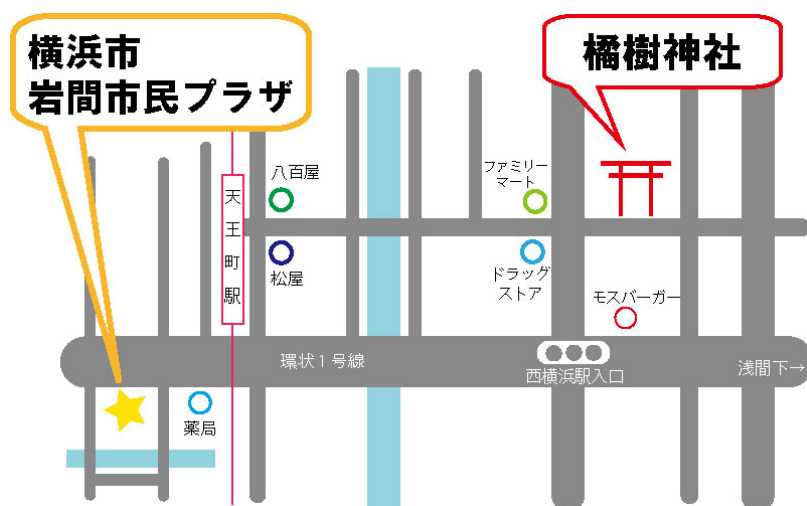 横浜市
岩間市民プラザ
橘樹神社
八百屋
ファミリー
マート
天王町駅
松屋
ドラッグ
ストア
モスバーガー
環状1号線
西横浜駅入口
浅間下→
薬局